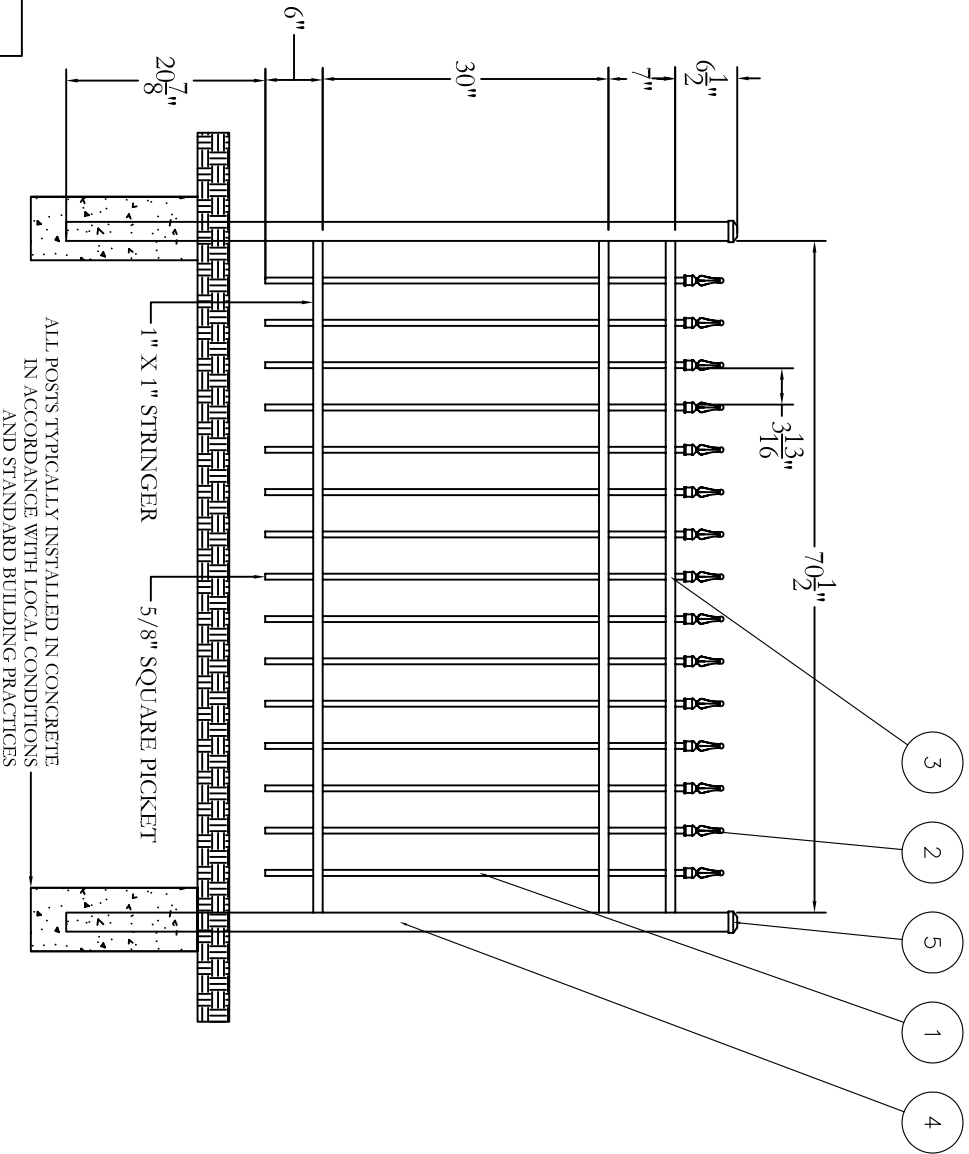 6 1/2"
7"
30"
6"
20 7/8"
70 1/2"
3 13/16"
3
2
5
1
4
1" X 1" STRINGER
5/8" SQUARE PICKET
ALL POSTS TYPICALLY INSTALLED IN CONCRETE
IN ACCORDANCE WITH LOCAL CONDITIONS
AND STANDARD BUILDING PRACTICES